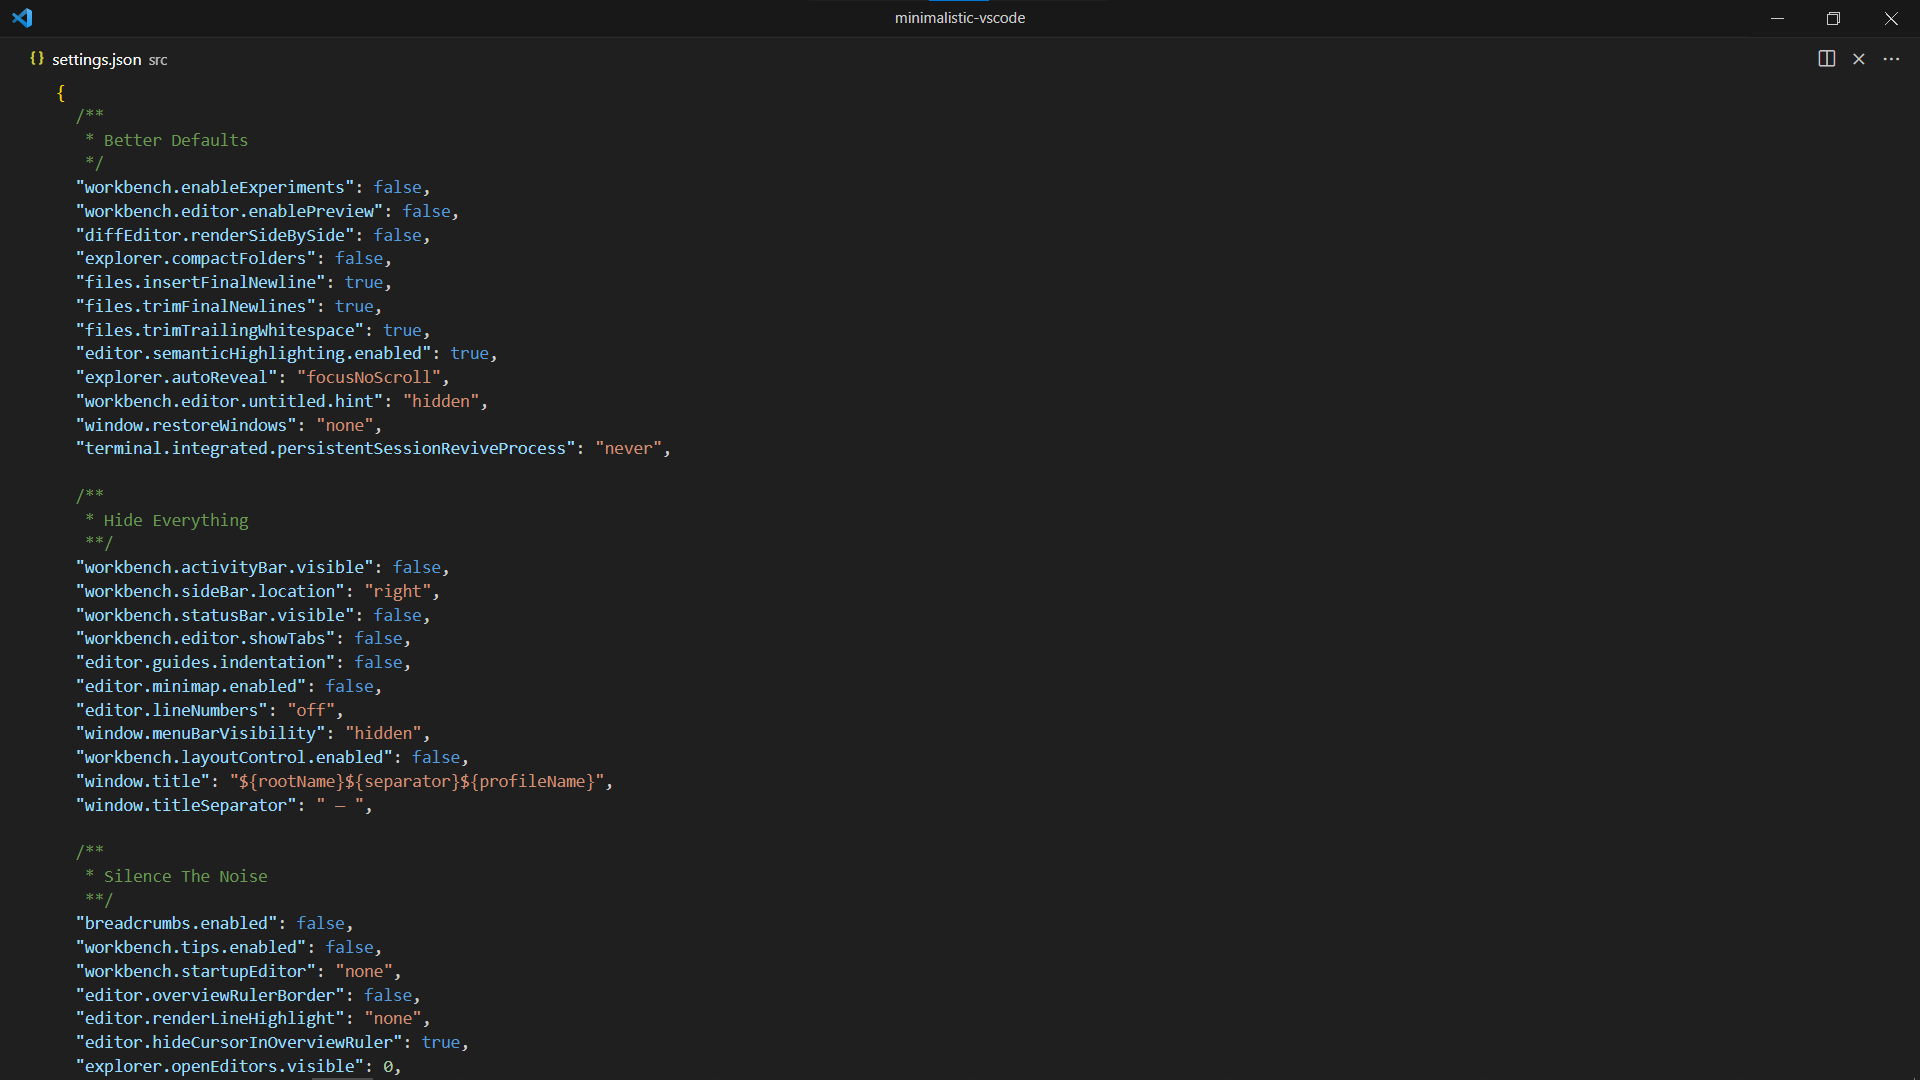 minimalistic-vscode
{} settings.json src
{
/**
* Better Defaults
*/
"workbench.enableExperiments": false,
"workbench.editor.enablePreview": false,
"diffEditor.renderSideBySide": false,
"explorer.compactFolders": false,
"files.insertFinalNewline": true,
"files.trimFinalNewlines": true,
"files.trimTrailingWhitespace": true,
"editor.semanticHighlighting.enabled": true,
"explorer.autoReveal": "focusNoScroll",
"workbench.editor.untitled.hint": "hidden",
"window.restoreWindows": "none",
"terminal.integrated.persistentSessionReviveProcess": "never",
/**
* Hide Everything
**/
"workbench.activityBar.visible": false,
"workbench.sideBar.location": "right",
"workbench.statusBar.visible": false,
"workbench.editor.showTabs": false,
"editor.guides.indentation": false,
"editor.minimap.enabled": false,
"editor.lineNumbers": "off",
"window.menuBarVisibility": "hidden",
"workbench.layoutControl.enabled": false,
"window.title": "${rootName}${separator}${profileName}",
"window.titleSeparator": " — ",
/**
* Silence The Noise
**/
"breadcrumbs.enabled": false,
"workbench.tips.enabled": false,
"workbench.startupEditor": "none",
"editor.overviewRulerBorder": false,
"editor.renderLineHighlight": "none",
"editor.hideCursorInOverviewRuler": true,
"explorer.openEditors.visible": 0,